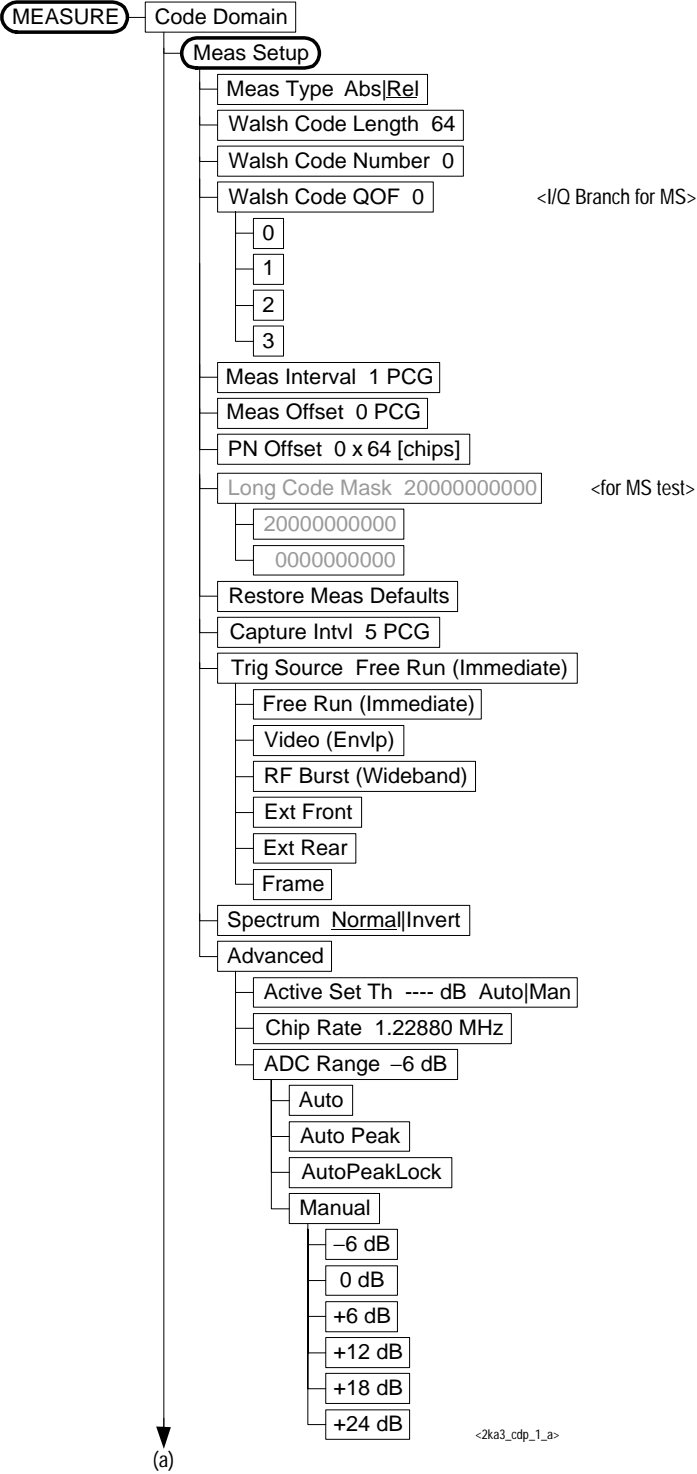 MEASURE Code Domain
Meas Setup
Meas Type Abs|Rel
Walsh Code Length 64
Walsh Code Number 0
Walsh Code QOF 0 <I/Q Branch for MS>
0
1
2
3
Meas Interval 1 PCG
Meas Offset 0 PCG
PN Offset 0 x 64 [chips]
Long Code Mask 20000000000 <for MS test>
20000000000
0000000000
Restore Meas Defaults
Capture Intvl 5 PCG
Trig Source Free Run (Immediate)
Free Run (Immediate)
Video (Envlp)
RF Burst (Wideband)
Ext Front
Ext Rear
Frame
Spectrum Normal|Invert
Advanced
Active Set Th ---- dB Auto|Man
Chip Rate 1.22880 MHz
ADC Range −6 dB
Auto
Auto Peak
AutoPeakLock
Manual
−6 dB
0 dB
+6 dB
+12 dB
+18 dB
+24 dB
<2ka3_cdp_1_a>
(a)